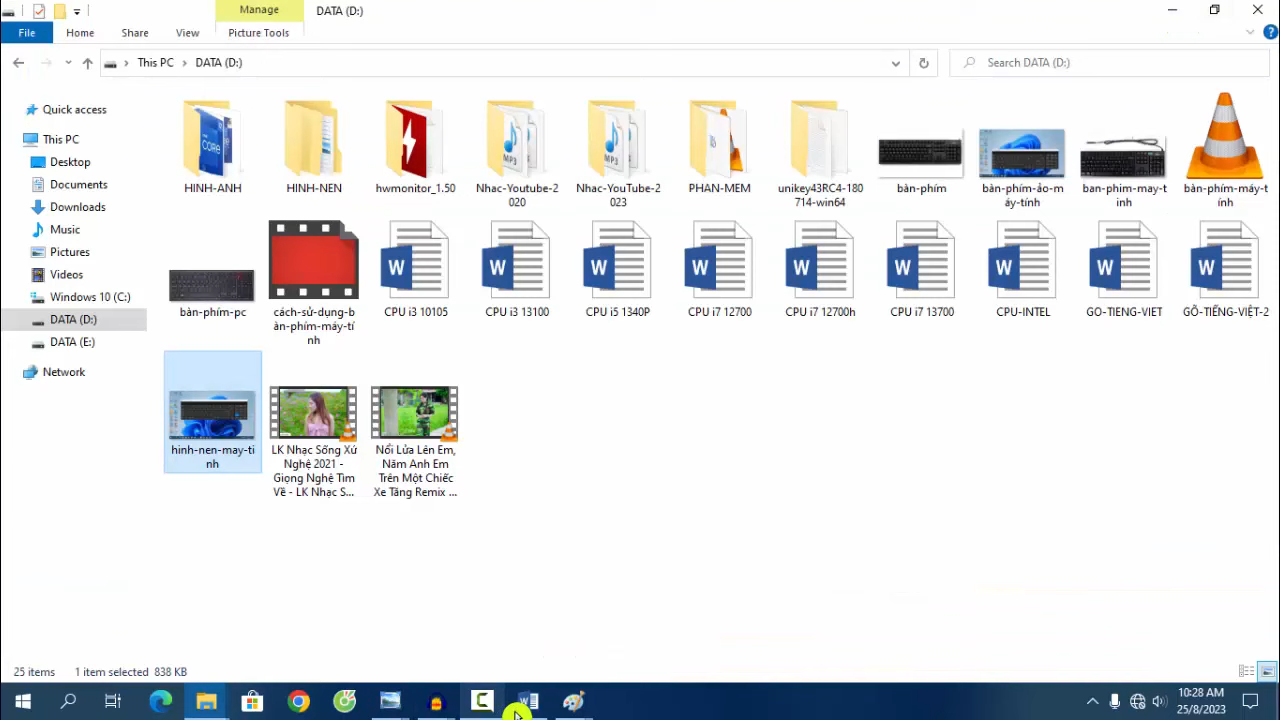 Manage
DATA (D:)
File
Home
Share
View
Picture Tools
This PC
DATA (D:)
Search DATA (D:)
Quick access
This PC
Desktop
Documents
Downloads
Music
Pictures
Videos
Windows 10 (C:)
DATA (D:)
DATA (E:)
Network
HINH-ANH
HINH-NEN
hwmonitor_1.50
Nhac-Youtube-2
020
Nhac-YouTube-2
023
PHAN-MEM
unikey43RC4-180
714-win64
bàn-phím
bàn-phím-ảo-m
áy-tính
ban-phim-may-t
inh
bàn-phím-máy-t
ính
bàn-phím-pc
cách-sử-dụng-b
àn-phím-máy-tí
nh
CPU i3 10105
CPU i3 13100
CPU i5 1340P
CPU i7 12700
CPU i7 12700h
CPU i7 13700
CPU-INTEL
GO-TIENG-VIET
GÕ-TIẾNG-VIỆT-2
hinh-nen-may-ti
nh
LK Nhạc Sống Xứ
Nghệ 2021 -
Giọng Nghệ Tìm
Về - LK Nhạc S...
Nổi Lửa Lên Em,
Năm Anh Em
Trên Một Chiếc
Xe Tăng Remix ...
25 items
1 item selected 838 KB
10:28 AM
25/8/2023